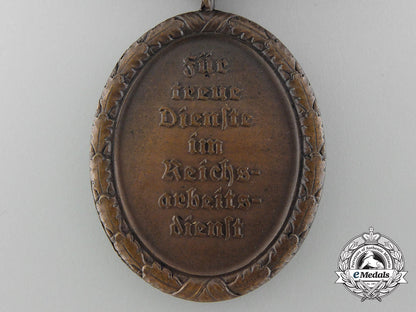 Für
treue
Dienste
im
Reichs-
arbeits-
dienst
eMedals